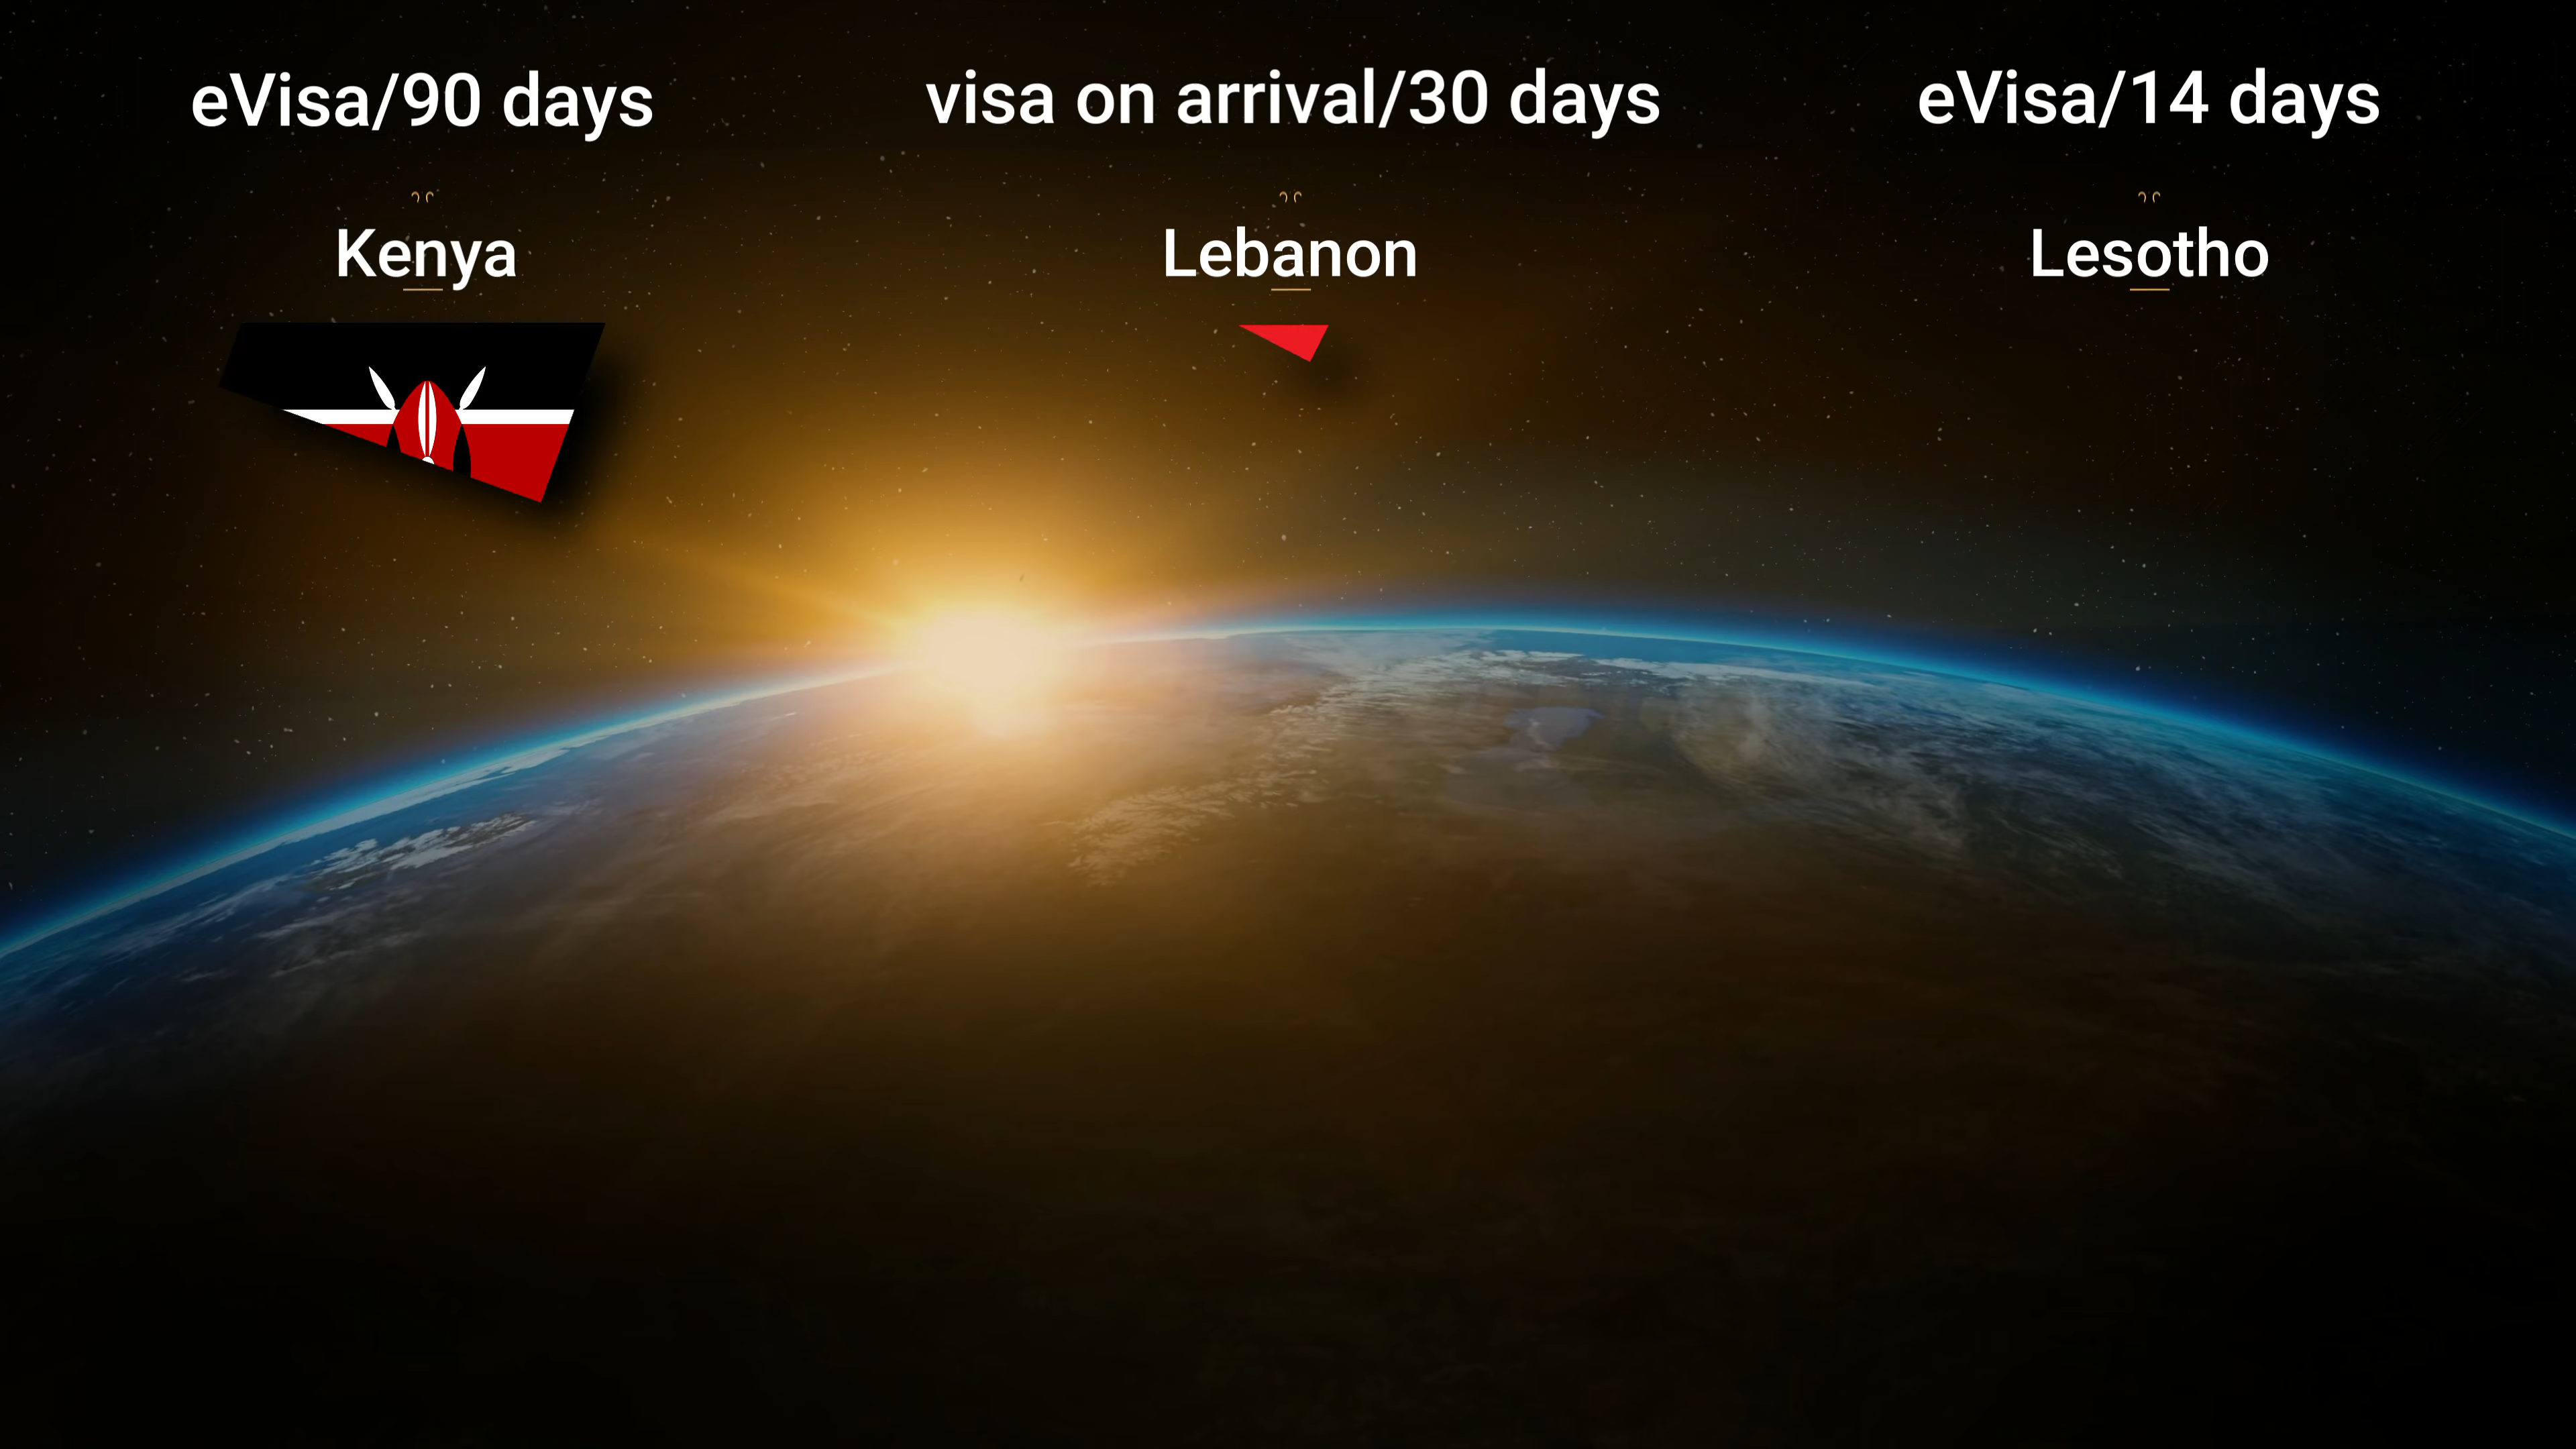 eVisa/90 days
visa on arrival/30 days
eVisa/14 days
Kenya
Lebanon
Lesotho